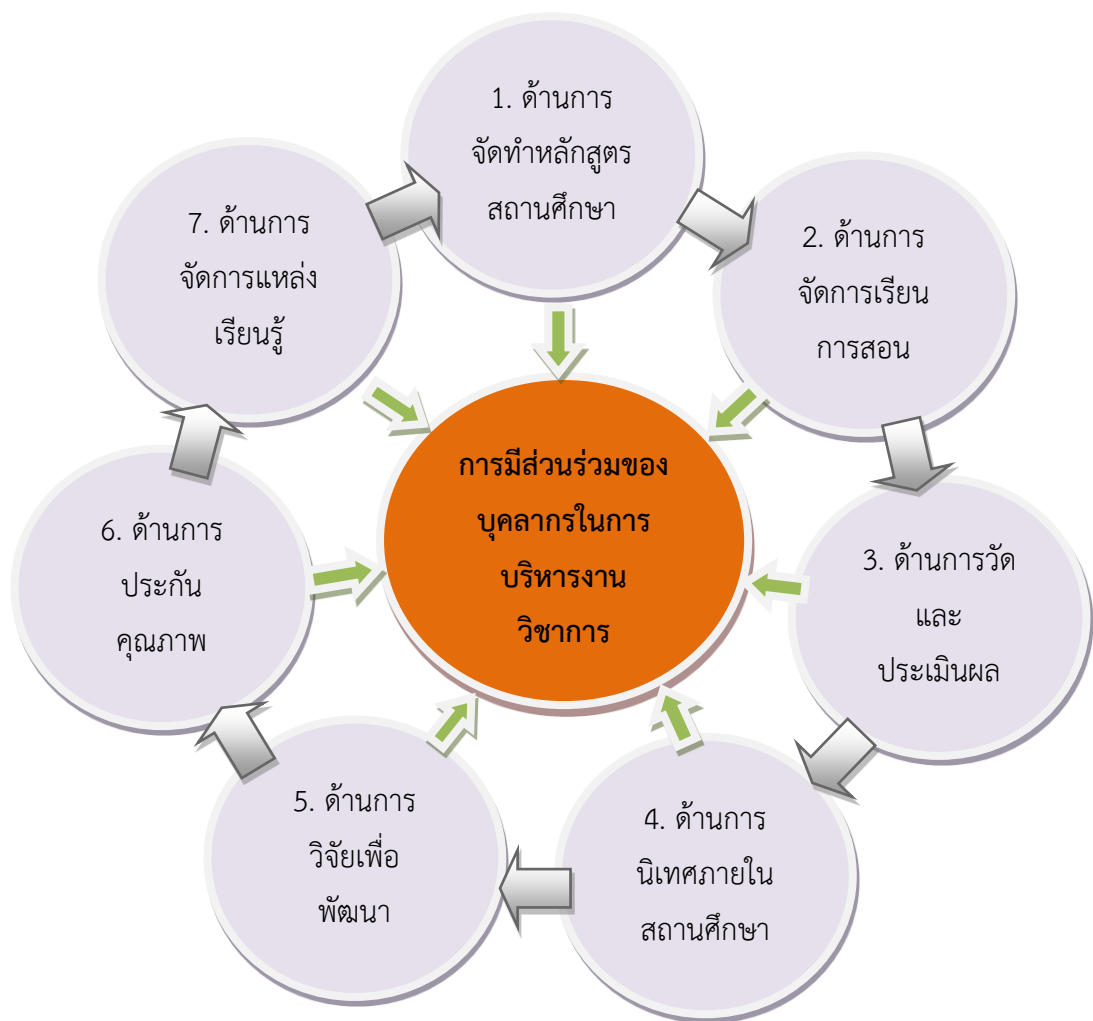 1. ด้านการ
จัดทำหลักสูตร
สถานศึกษา
2. ด้านการ
จัดการเรียน
การสอน
3. ด้านการวัด
และ
ประเมินผล
4. ด้านการ
นิเทศภายใน
สถานศึกษา
5. ด้านการ
วิจัยเพื่อ
พัฒนา
6. ด้านการ
ประกัน
คุณภาพ
7. ด้านการ
จัดการแหล่ง
เรียนรู้
การมีส่วนร่วมของ
บุคลากรในการ
บริหารงาน
วิชาการ